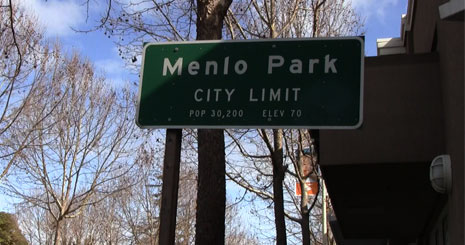 Menlo Park
CITY LIMIT
POP 30,200 ELEV 70